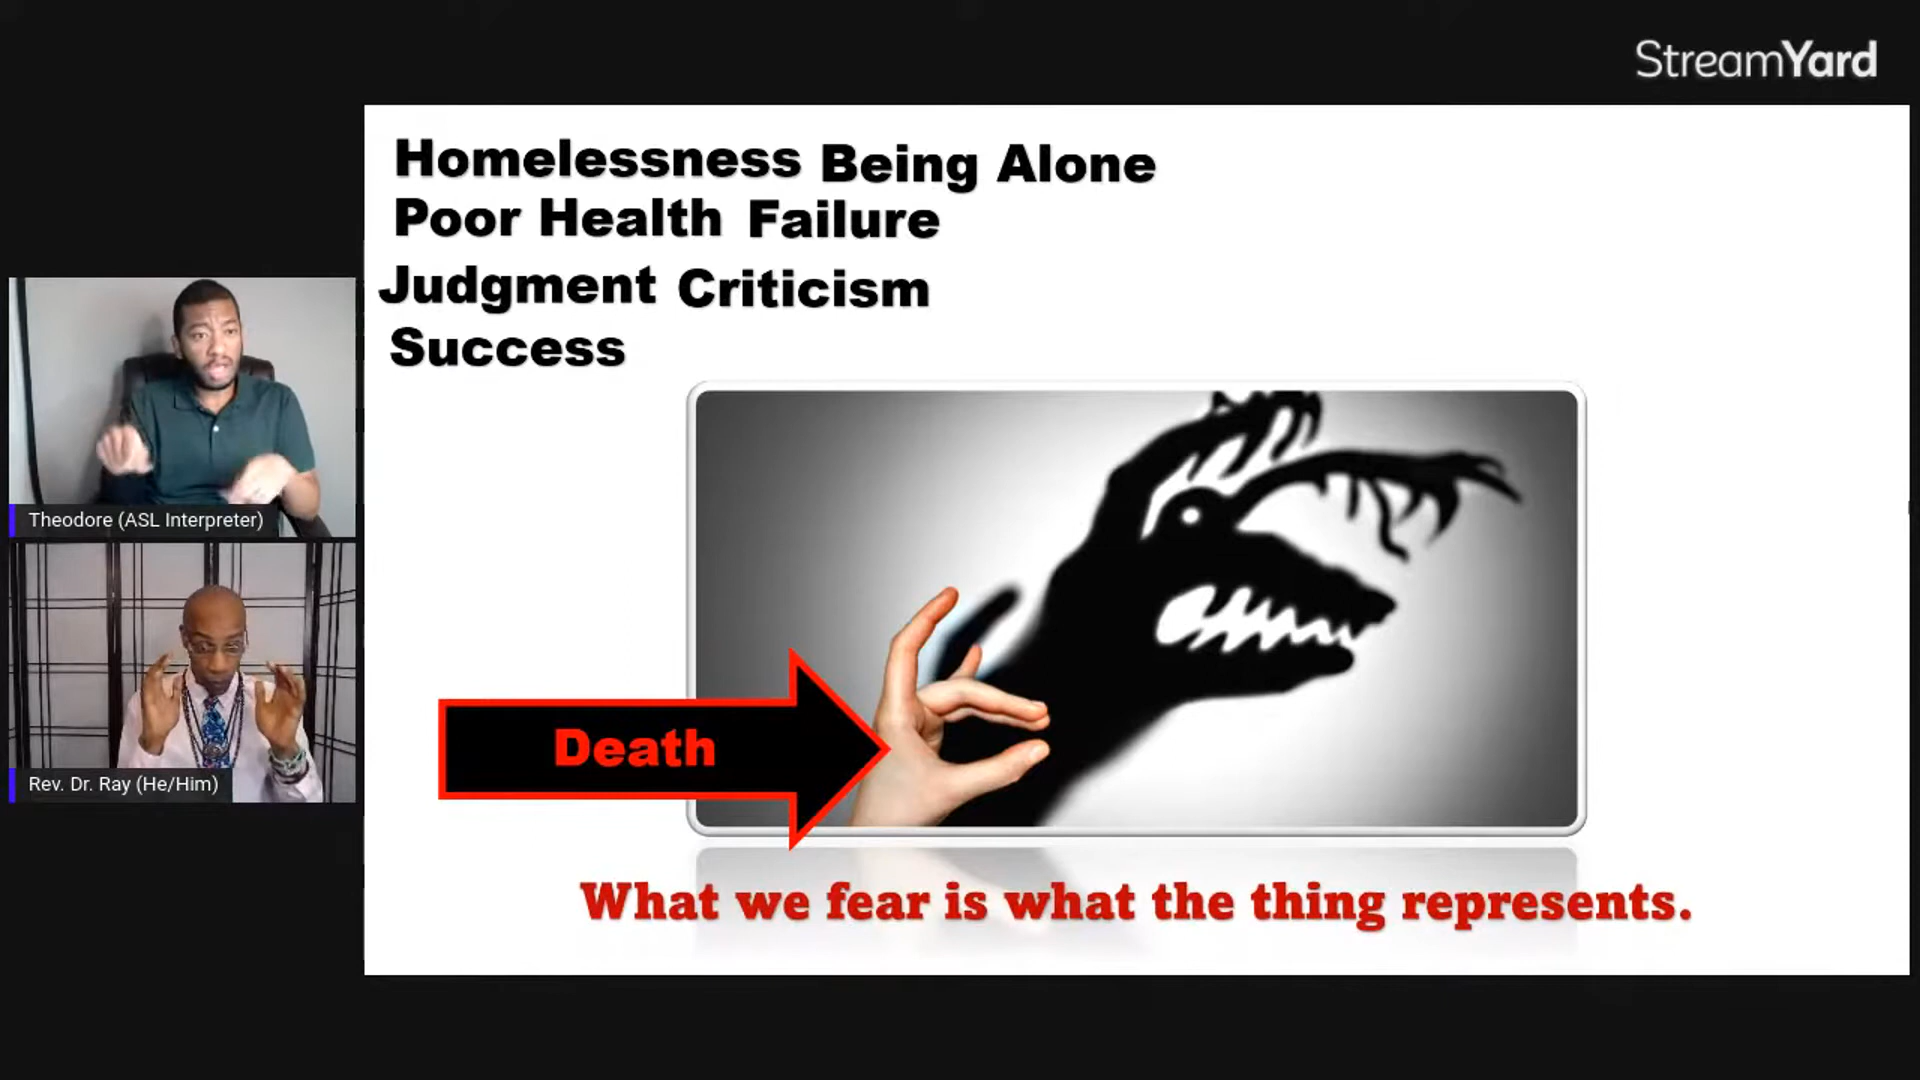 StreamYard
Homelessness Being Alone
Poor Health Failure
Judgment Criticism
Success
Theodore (ASL Interpreter)
Death
Rev. Dr. Ray (He/Him)
What we fear is what the thing represents.